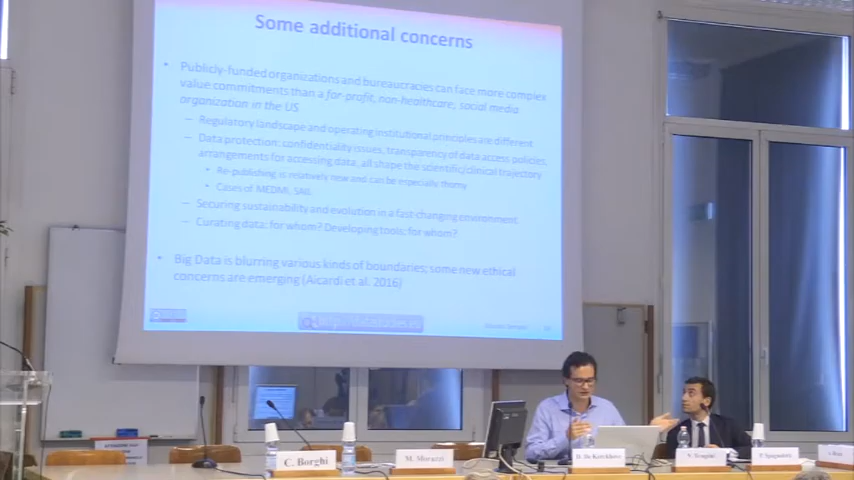 Some additional concerns
• Publicly-funded organizations and bureaucracies can face more complex
value commitments than a for-profit, non-healthcare, social media
organization in the US
– Regulatory landscape and operating institutional principles are different
– Data protection: confidentiality issues, transparency of data access policies,
arrangements for accessing data, all shape the scientific/clinical trajectory
• Re-publishing is relatively new and can be especially thorny
• Cases of MEDMI, SAIL
– Securing sustainability and evolution in a fast-changing environment
– Curating data: for whom? Developing tools: for whom?
• Big Data is blurring various kinds of boundaries; some new ethical
concerns are emerging (Aicardi et al. 2016)
C. Borghi
M. Morazzi
D. De Kerckhove